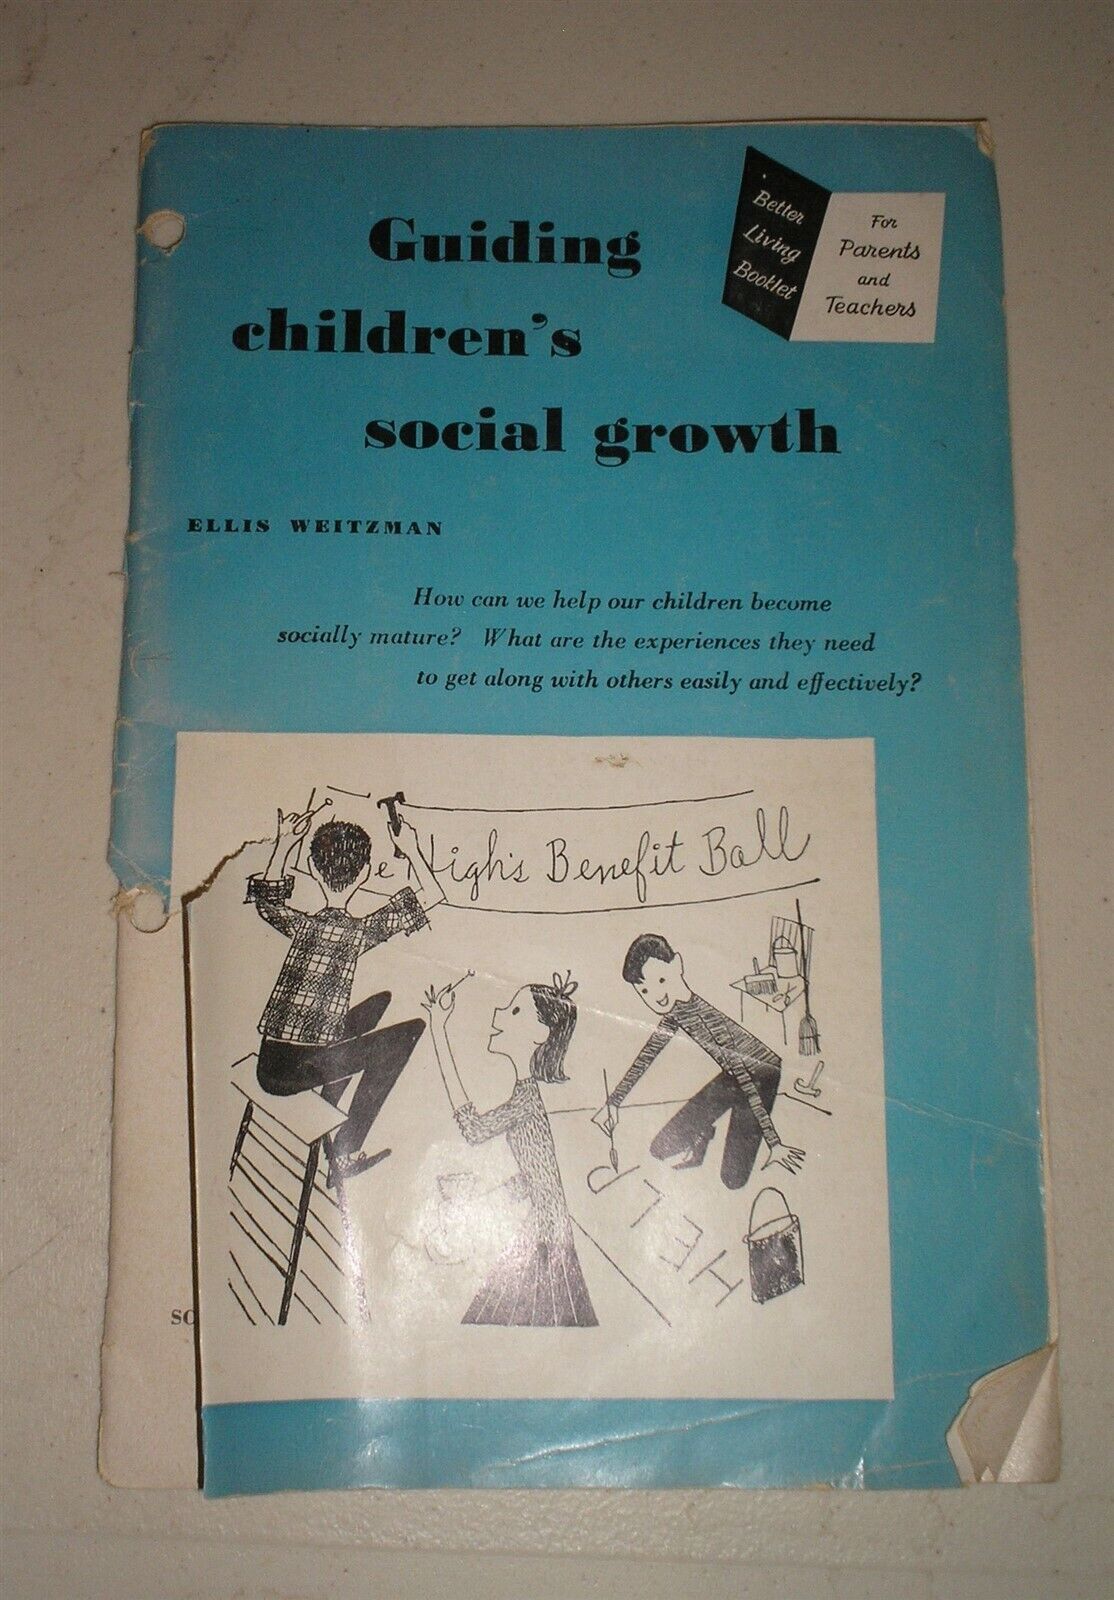 Guiding
children's
social growth
Better
Living
Booklet
For
Parents
and
Teachers
ELLIS WEITZMAN
How can we help our children become
socially mature? What are the experiences they need
to get along with others easily and effectively?
High's Benefit Ball
HELP
SO